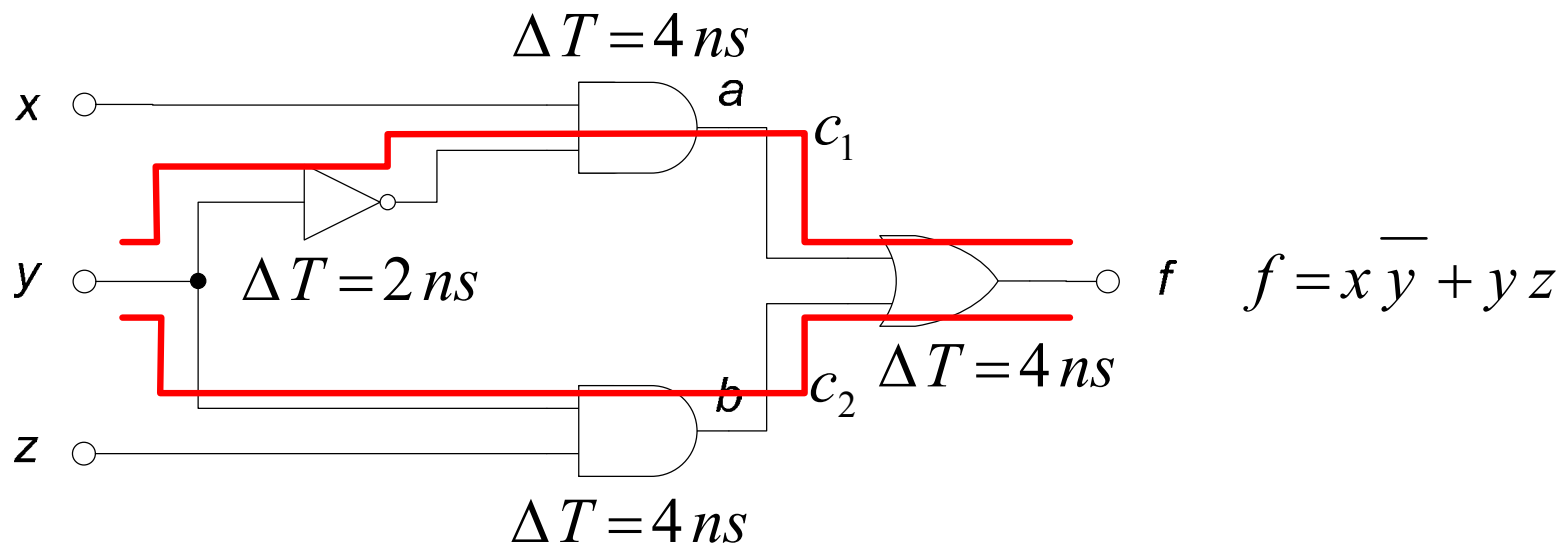 ΔT = 4 ns
x
a
c₁
y
ΔT = 2 ns
f
f = x y̅ + y z
ΔT = 4 ns
b
c₂
z
ΔT = 4 ns